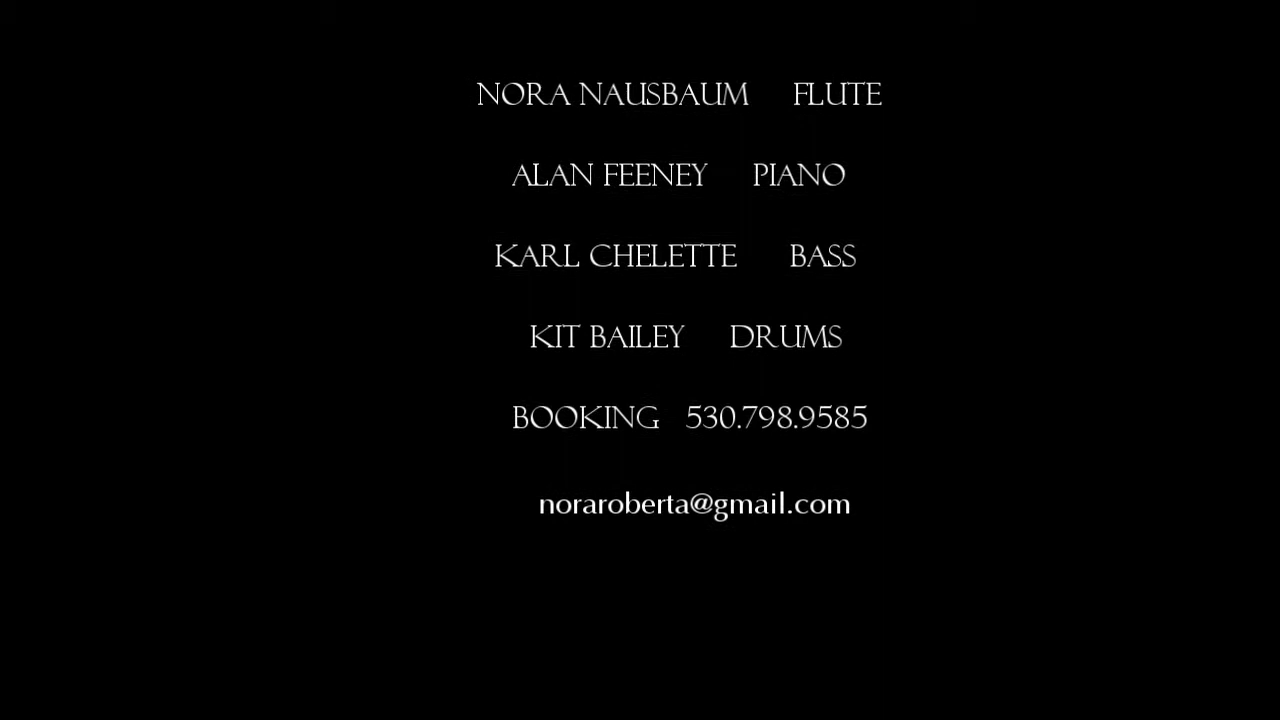 NORA NAUSBAUM FLUTE
ALAN FEENEY PIANO
KARL CHELETTE BASS
KIT BAILEY DRUMS
BOOKING 530.798.9585
noraroberta@gmail.com